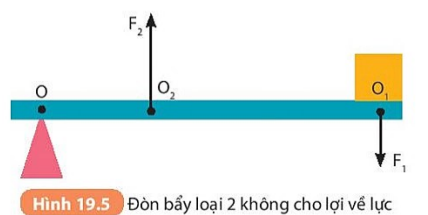 F₂
O
O₂
O₁
F₁
Hình 19.5 Đòn bẩy loại 2 không cho lợi về lực